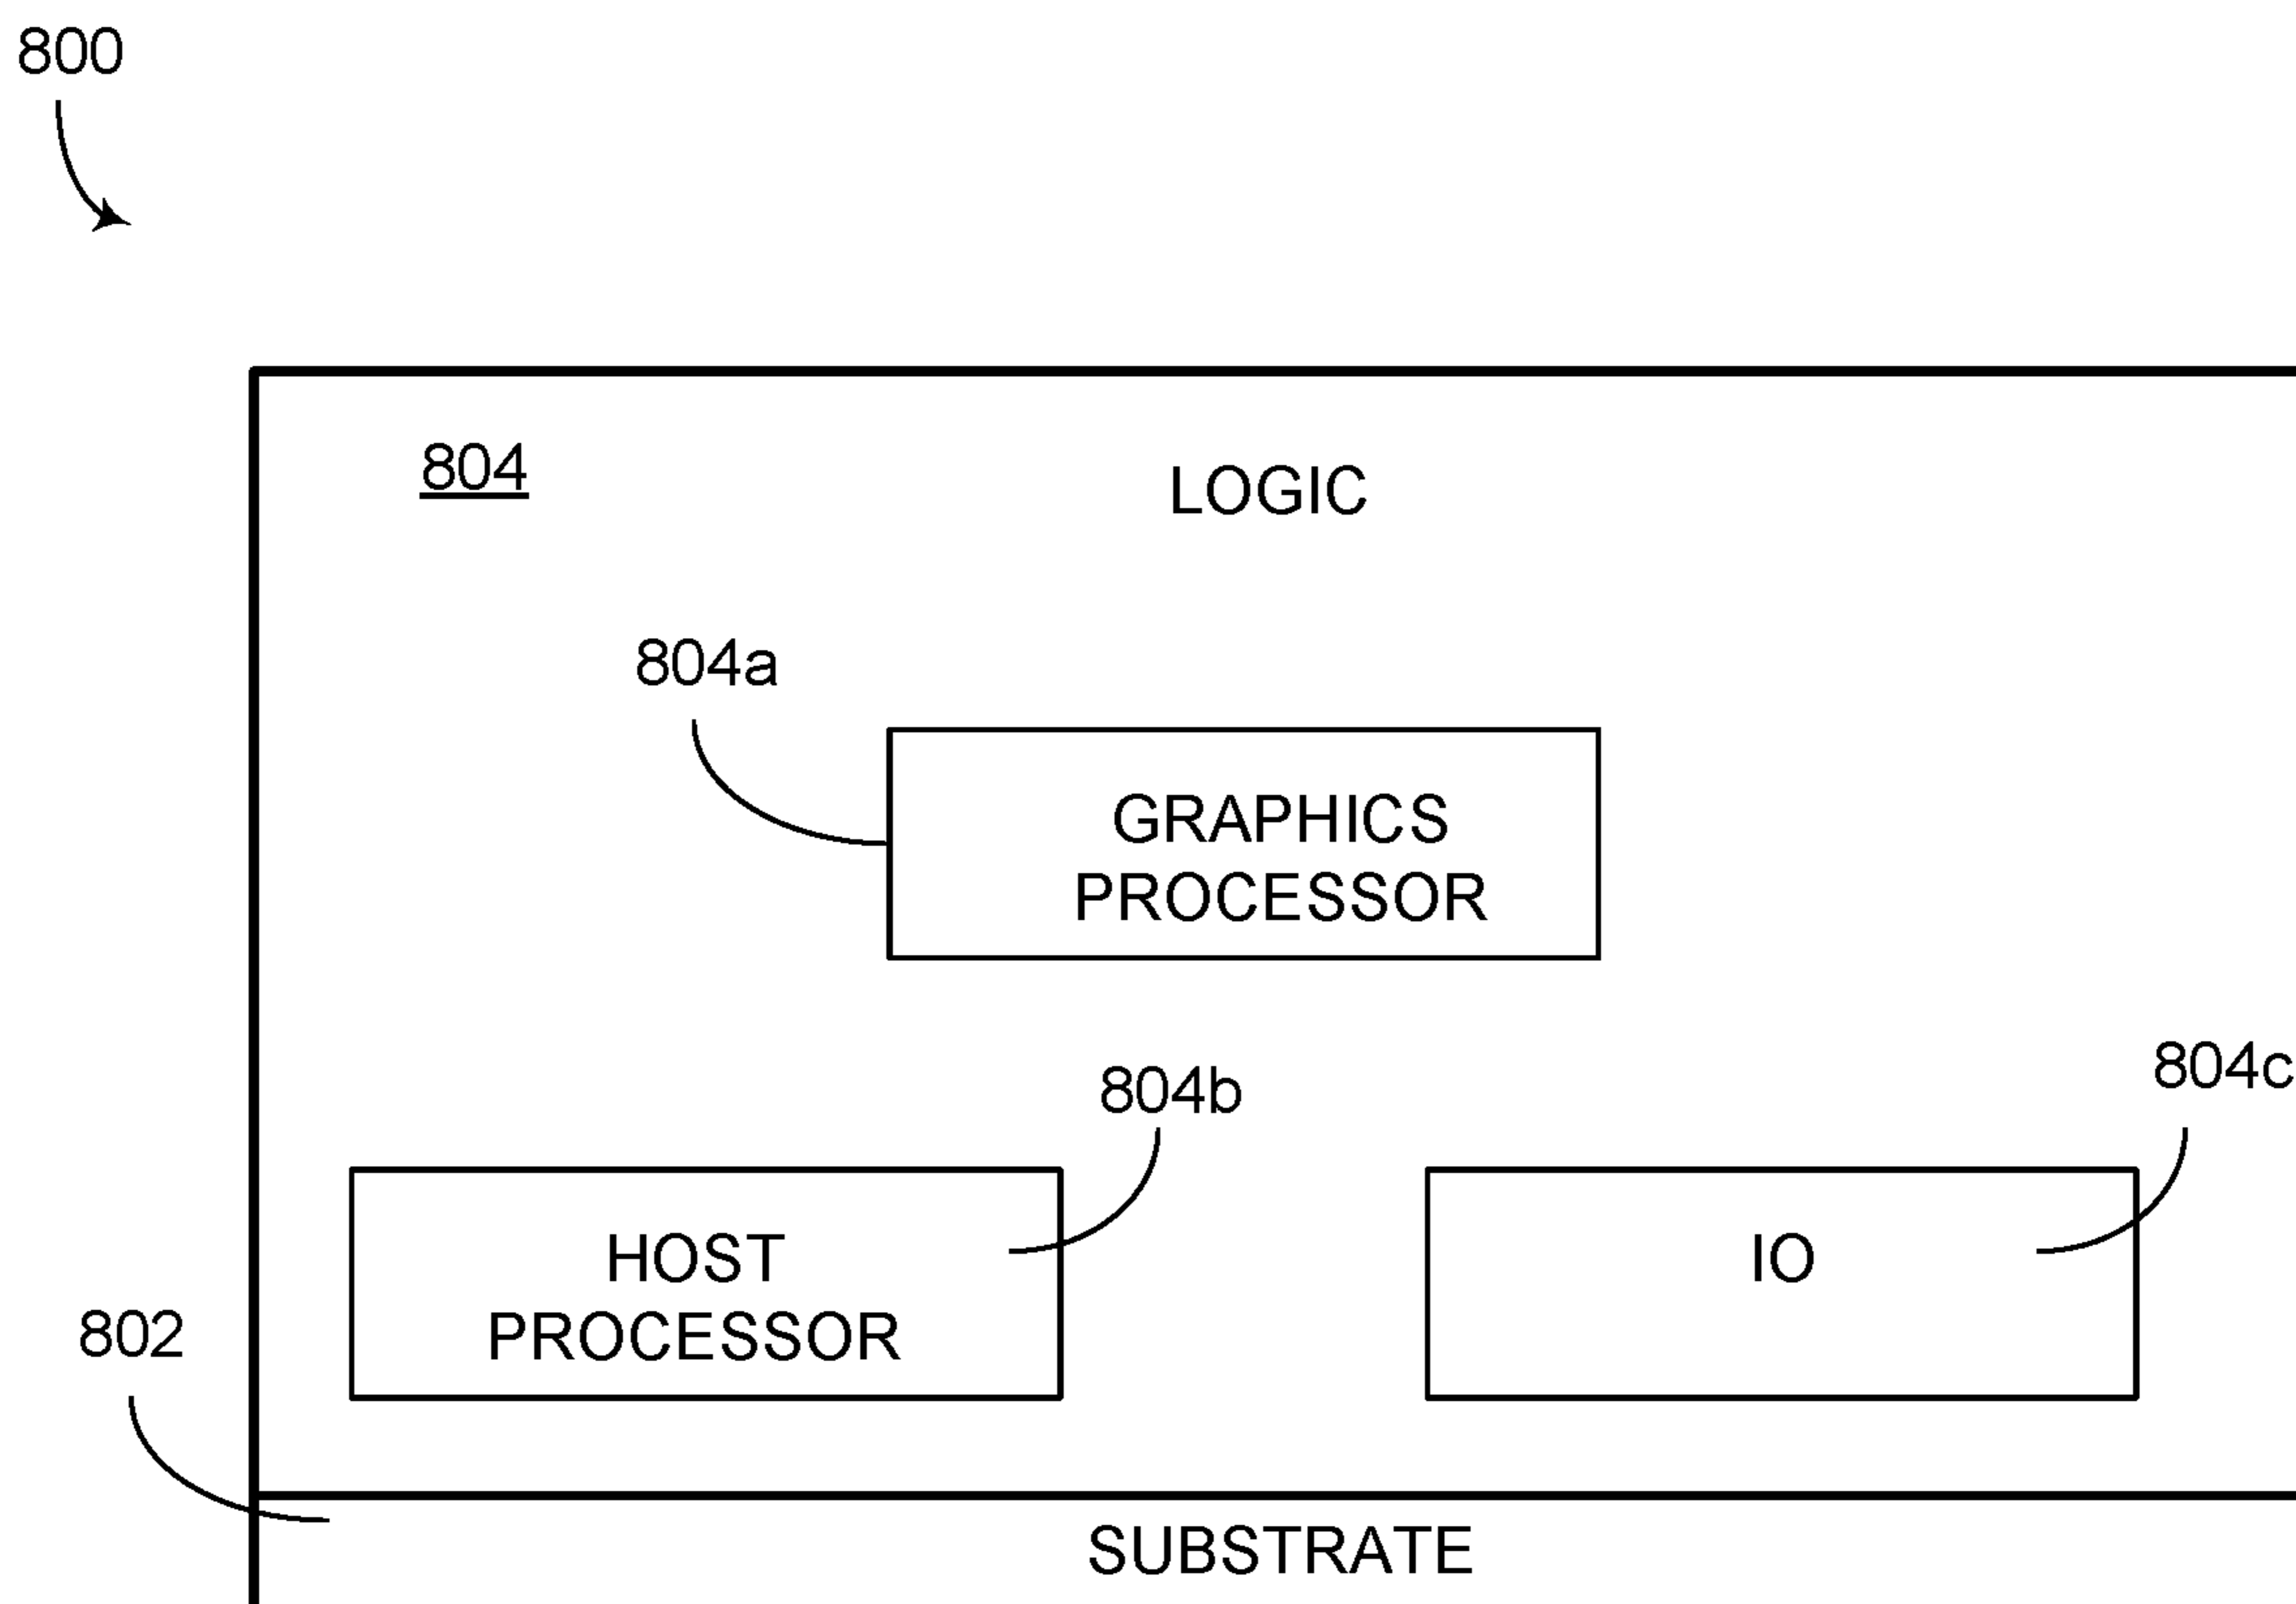 800
804
LOGIC
804a
GRAPHICS
PROCESSOR
804b
804c
HOST
PROCESSOR
IO
802
SUBSTRATE